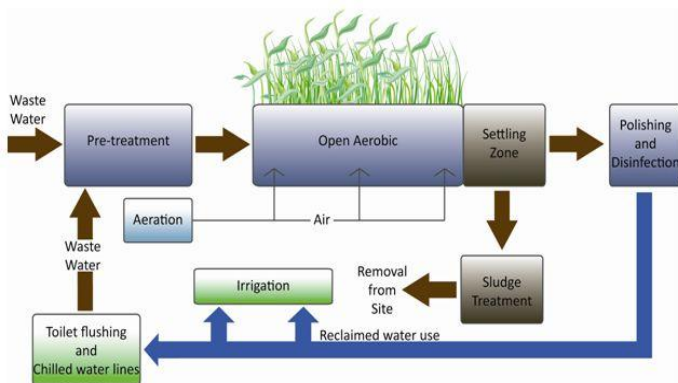 Waste
Water
Pre-treatment
Open Aerobic
Settling
Zone
Polishing
and
Disinfection
Aeration
Air
Waste
Water
Irrigation
Removal
from
Site
Sludge
Treatment
Toilet flushing
and
Chilled water lines
Reclaimed water use